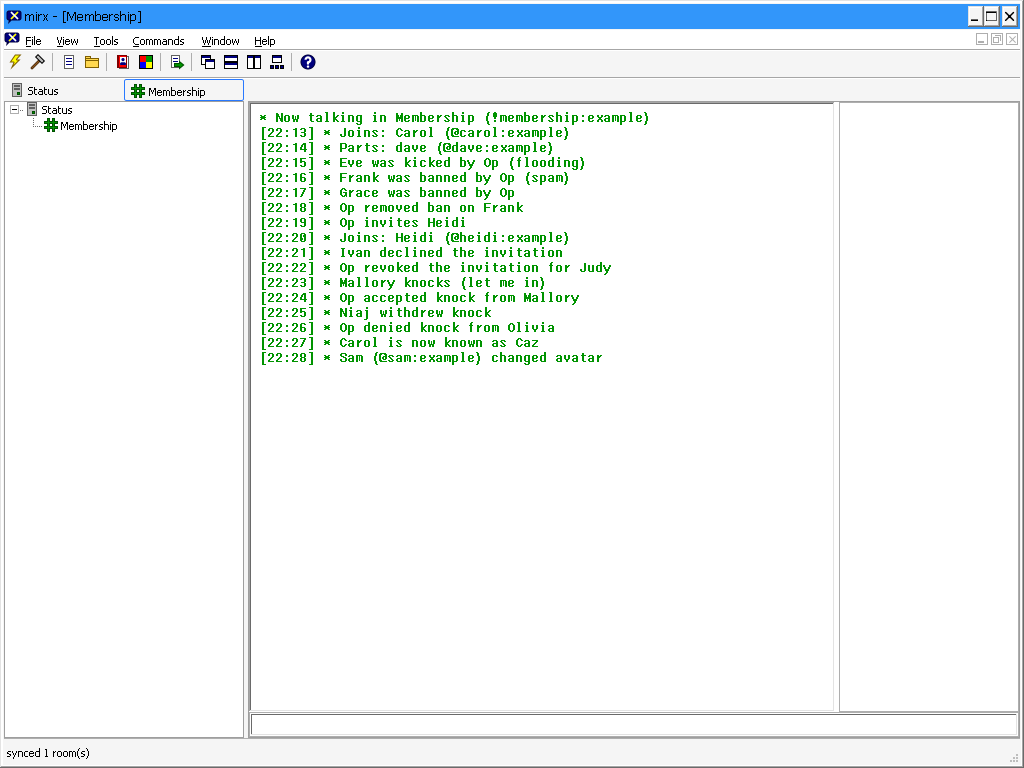 mirx - [Membership]
File View Tools Commands Window Help
Status
Membership
Status
Membership
* Now talking in Membership (!membership:example)
[22:13] * Joins: Carol (@carol:example)
[22:14] * Parts: dave (@dave:example)
[22:15] * Eve was kicked by Op (flooding)
[22:16] * Frank was banned by Op (spam)
[22:17] * Grace was banned by Op
[22:18] * Op removed ban on Frank
[22:19] * Op invites Heidi
[22:20] * Joins: Heidi (@heidi:example)
[22:21] * Ivan declined the invitation
[22:22] * Op revoked the invitation for Judy
[22:23] * Mallory knocks (let me in)
[22:24] * Op accepted knock from Mallory
[22:25] * Niaj withdrew knock
[22:26] * Op denied knock from Olivia
[22:27] * Carol is now known as Caz
[22:28] * Sam (@sam:example) changed avatar
synced 1 room(s)